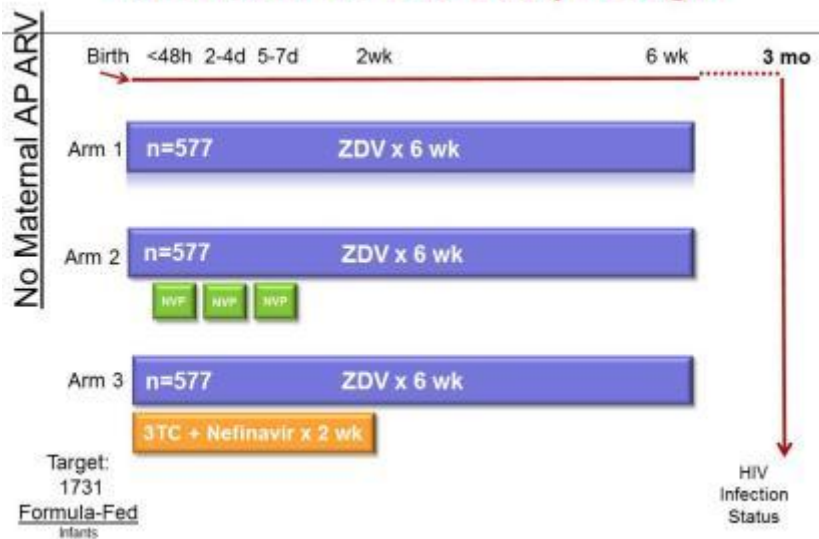 No Maternal AP ARV
Birth <48h 2-4d 5-7d 2wk 6 wk 3 mo
Arm 1 n=577 ZDV x 6 wk
Arm 2 n=577 ZDV x 6 wk
NVP NVP NVP
Arm 3 n=577 ZDV x 6 wk
3TC + Nefinavir x 2 wk
Target:
1731
Formula-Fed
Infants
HIV
Infection
Status